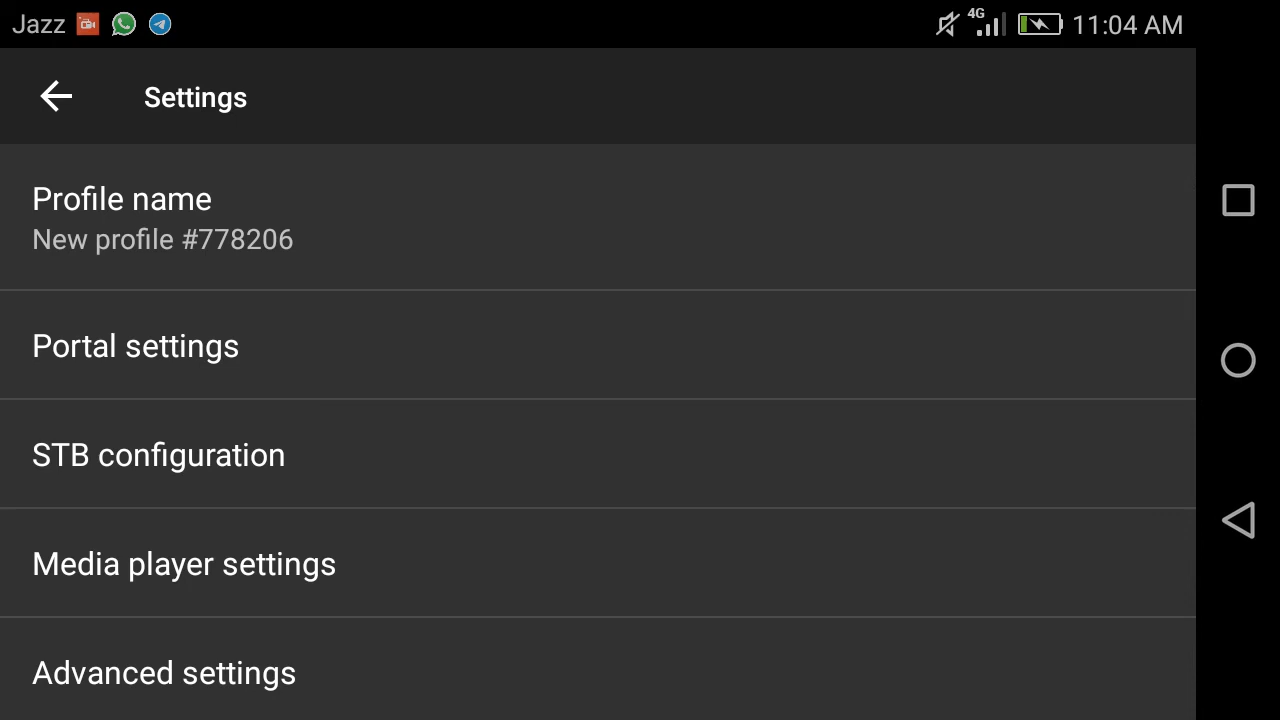 Jazz 4G 11:04 AM
Settings
Profile name
New profile #778206
Portal settings
STB configuration
Media player settings
Advanced settings